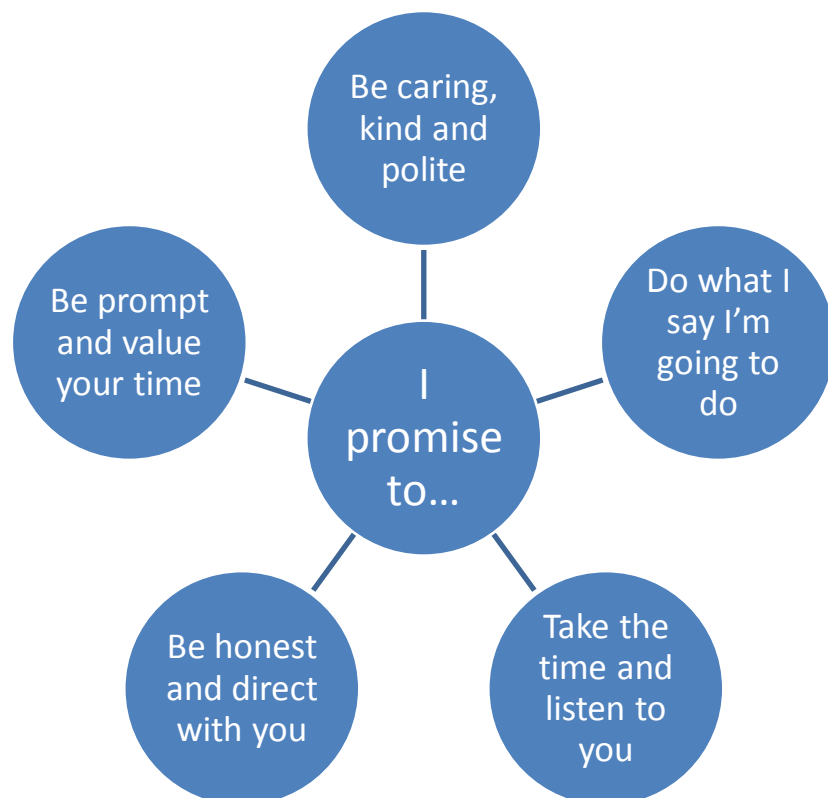 Be caring,
kind and
polite
Do what I
say I’m
going to
do
Take the
time and
listen to
you
Be honest
and direct
with you
Be prompt
and value
your time
I
promise
to…